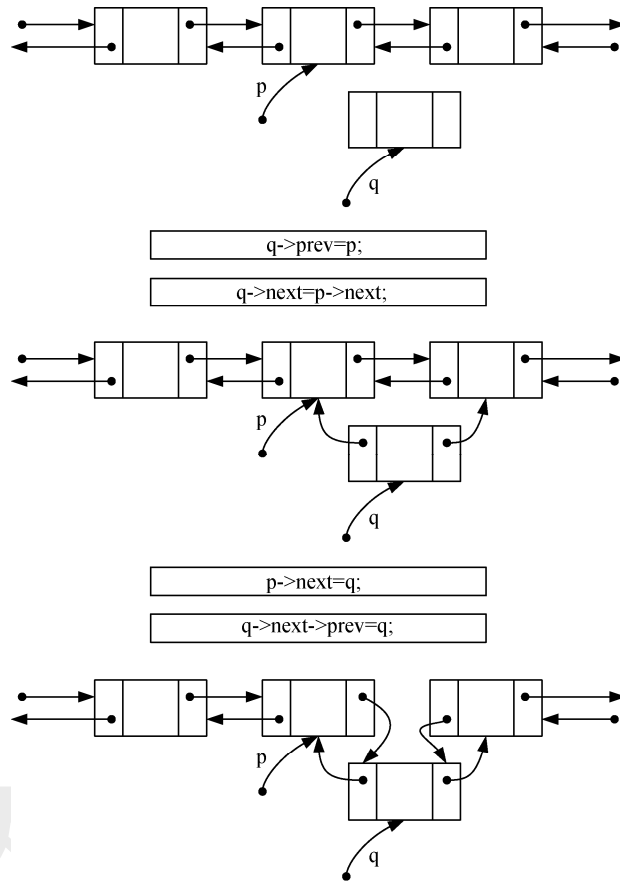 p
q
q->prev=p;
q->next=p->next;
p
q
p->next=q;
q->next->prev=q;
p
q